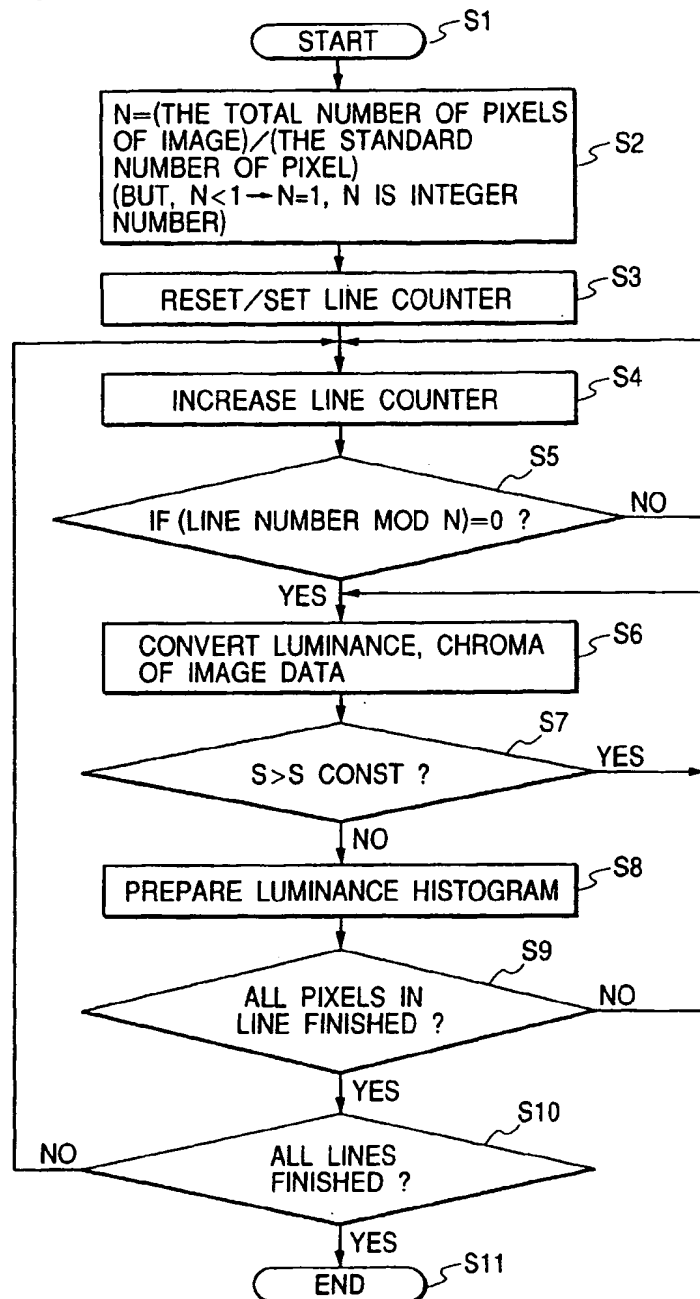 START
S1
N=(THE TOTAL NUMBER OF PIXELS
OF IMAGE)/(THE STANDARD
NUMBER OF PIXEL)
(BUT, N<1→N=1, N IS INTEGER
NUMBER)
S2
RESET/SET LINE COUNTER
S3
INCREASE LINE COUNTER
S4
IF (LINE NUMBER MOD N)=0 ?
S5
NO
YES
CONVERT LUMINANCE, CHROMA
OF IMAGE DATA
S6
S>S CONST ?
S7
YES
NO
PREPARE LUMINANCE HISTOGRAM
S8
ALL PIXELS IN
LINE FINISHED ?
S9
NO
YES
ALL LINES
FINISHED ?
S10
NO
YES
END
S11